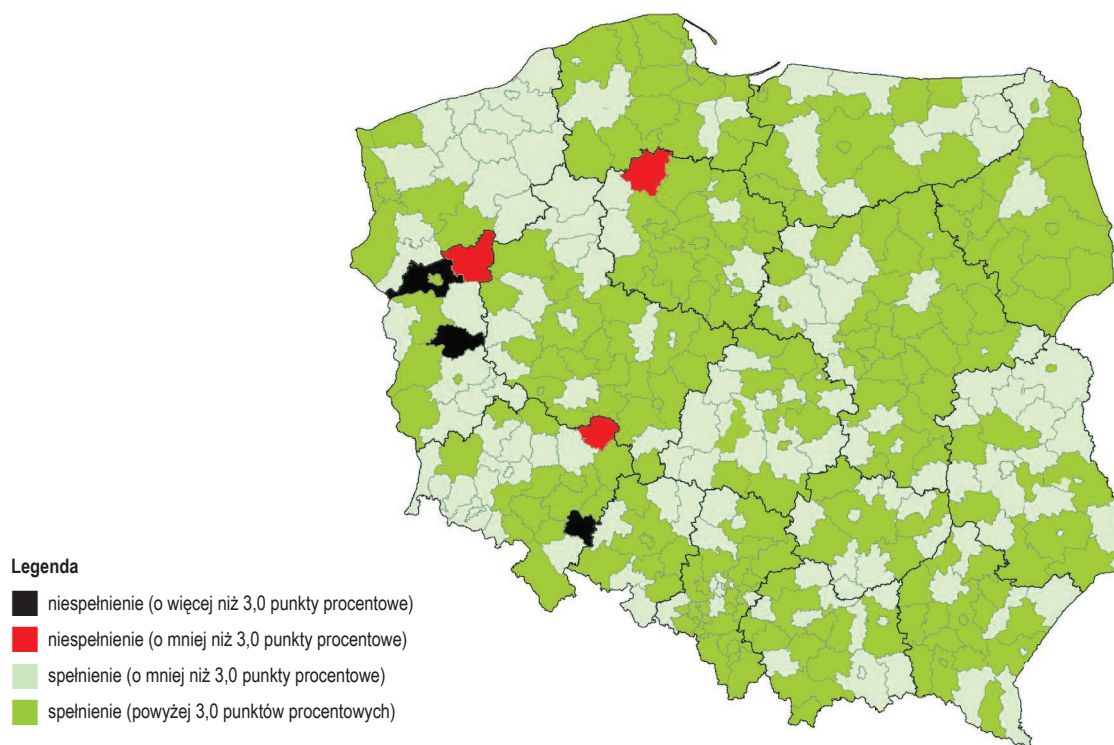 Legenda
niespełnienie (o więcej niż 3,0 punkty procentowe)
niespełnienie (o mniej niż 3,0 punkty procentowe)
spełnienie (o mniej niż 3,0 punkty procentowe)
spełnienie (powyżej 3,0 punktów procentowych)